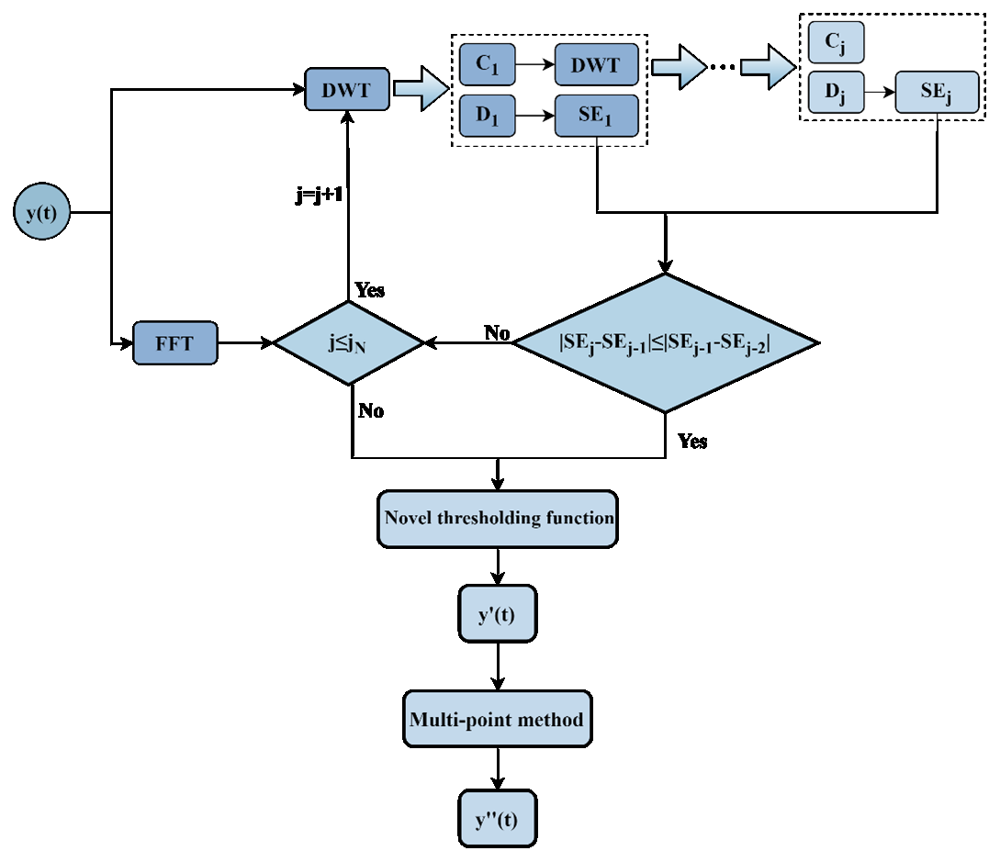 C1
DWT
Cj
DWT
D1
SE1
Dj
SEj
y(t)
j=j+1
Yes
FFT
j≤jN
No
|SEj-SEj-1|≤|SEj-1-SEj-2|
No
Yes
Novel thresholding function
y'(t)
Multi-point method
y''(t)